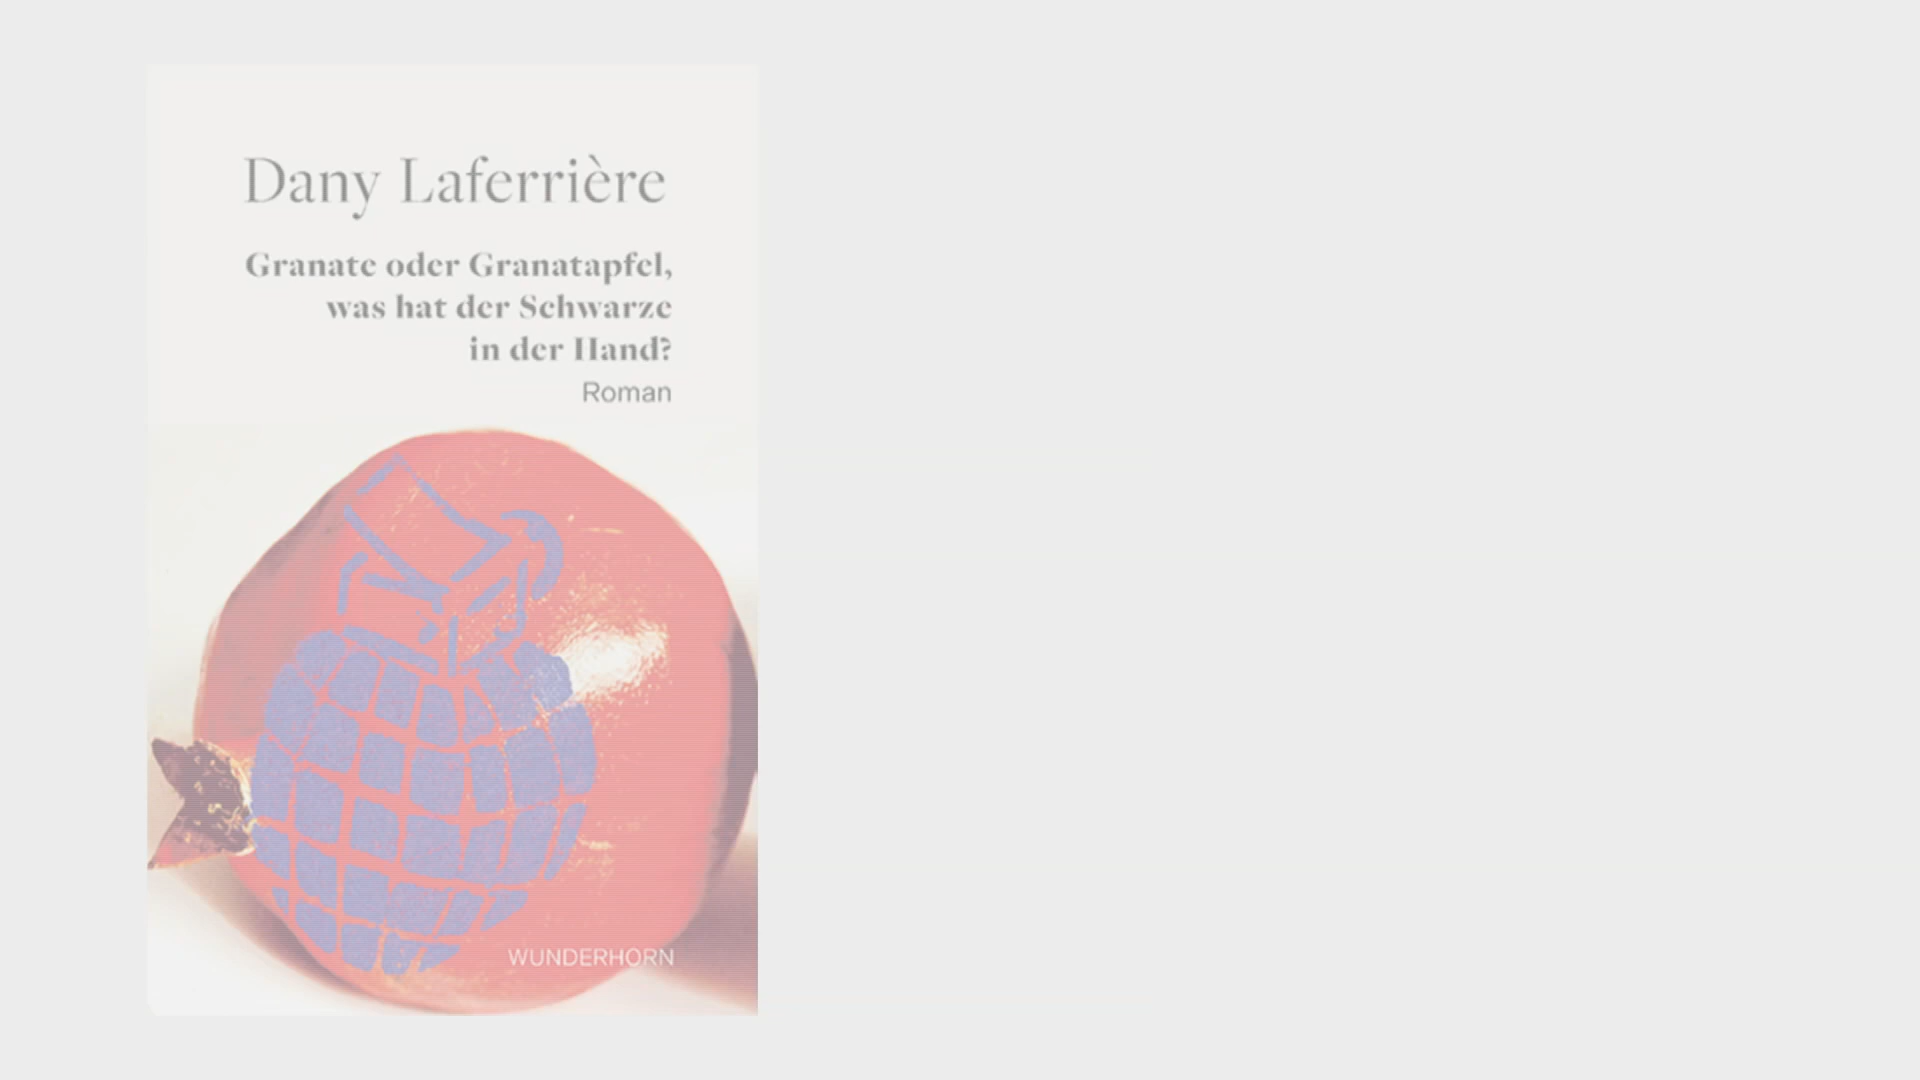 Dany Laferrière
Granate oder Granatapfel,
was hat der Schwarze
in der Hand?
Roman
WUNDERHORN